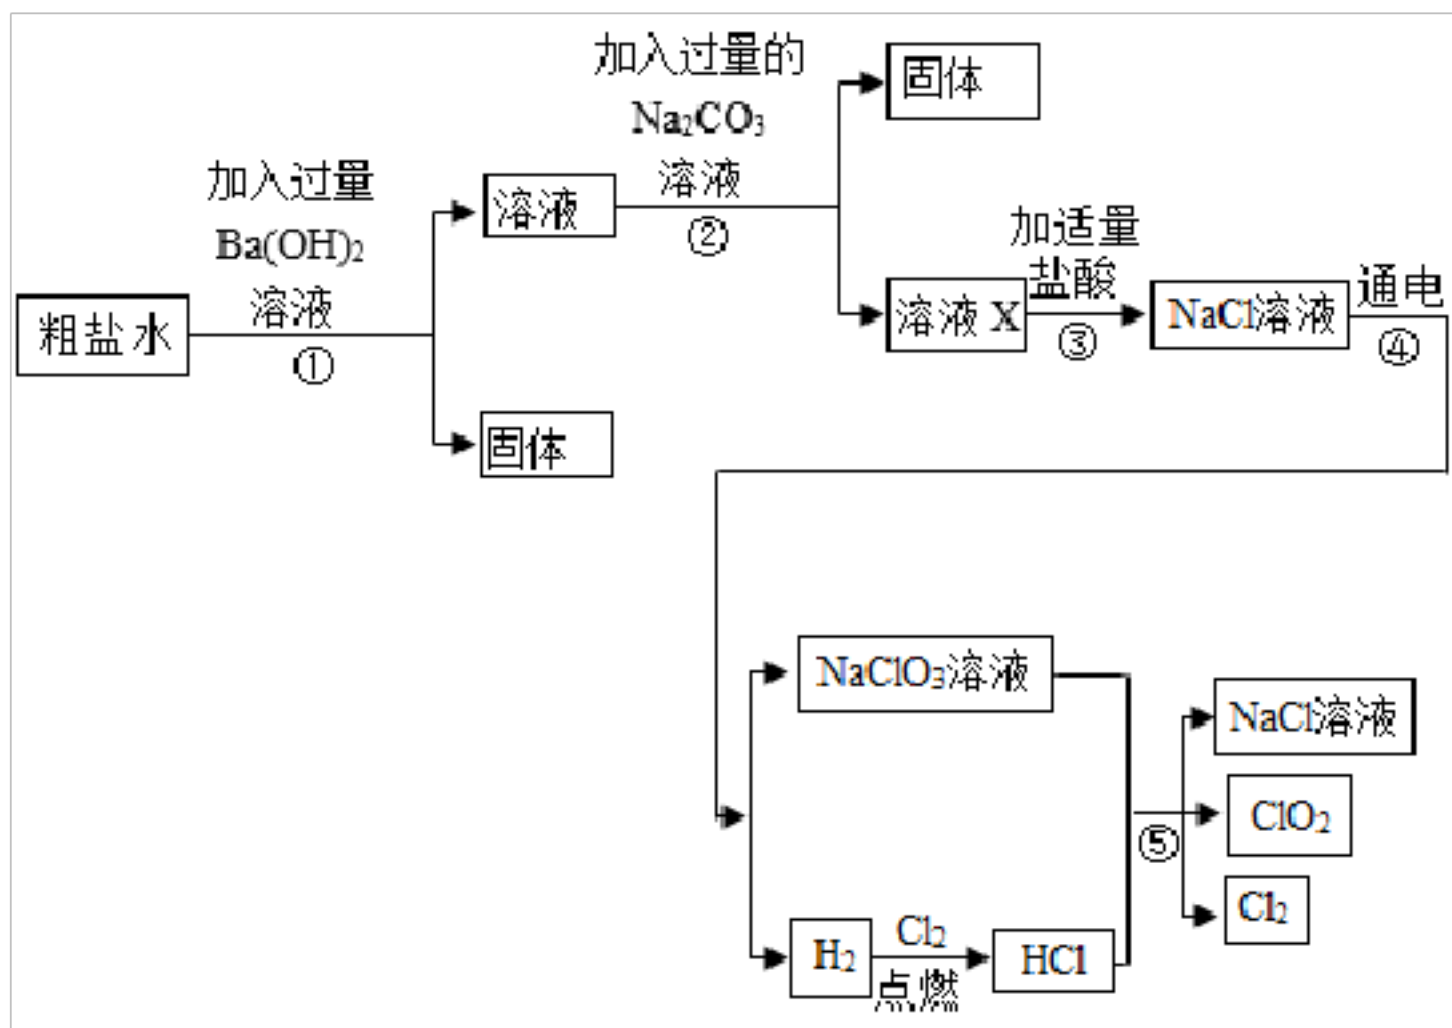 加入过量的
Na₂CO₃
溶液
②
固体
加入过量
Ba(OH)₂
溶液
①
溶液
加适量
盐酸
③
通电
④
粗盐水
溶液 X
NaCl溶液
固体
NaClO₃溶液
NaCl溶液
ClO₂
⑤
Cl₂
H₂
Cl₂
点燃
HCl